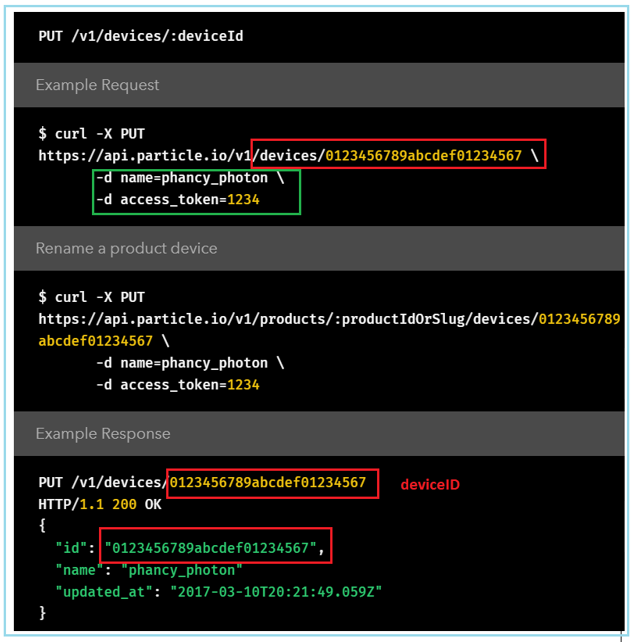 PUT /v1/devices/:deviceId
Example Request
$ curl -X PUT
https://api.particle.io/v1/devices/0123456789abcdef01234567 \
-d name=phancy_photon \
-d access_token=1234
Rename a product device
$ curl -X PUT
https://api.particle.io/v1/products/:productIdOrSlug/devices/0123456789
abcdef01234567 \
-d name=phancy_photon \
-d access_token=1234
Example Response
PUT /v1/devices/0123456789abcdef01234567 deviceID
HTTP/1.1 200 OK
{
"id": "0123456789abcdef01234567",
"name": "phancy_photon"
"updated_at": "2017-03-10T20:21:49.059Z"
}